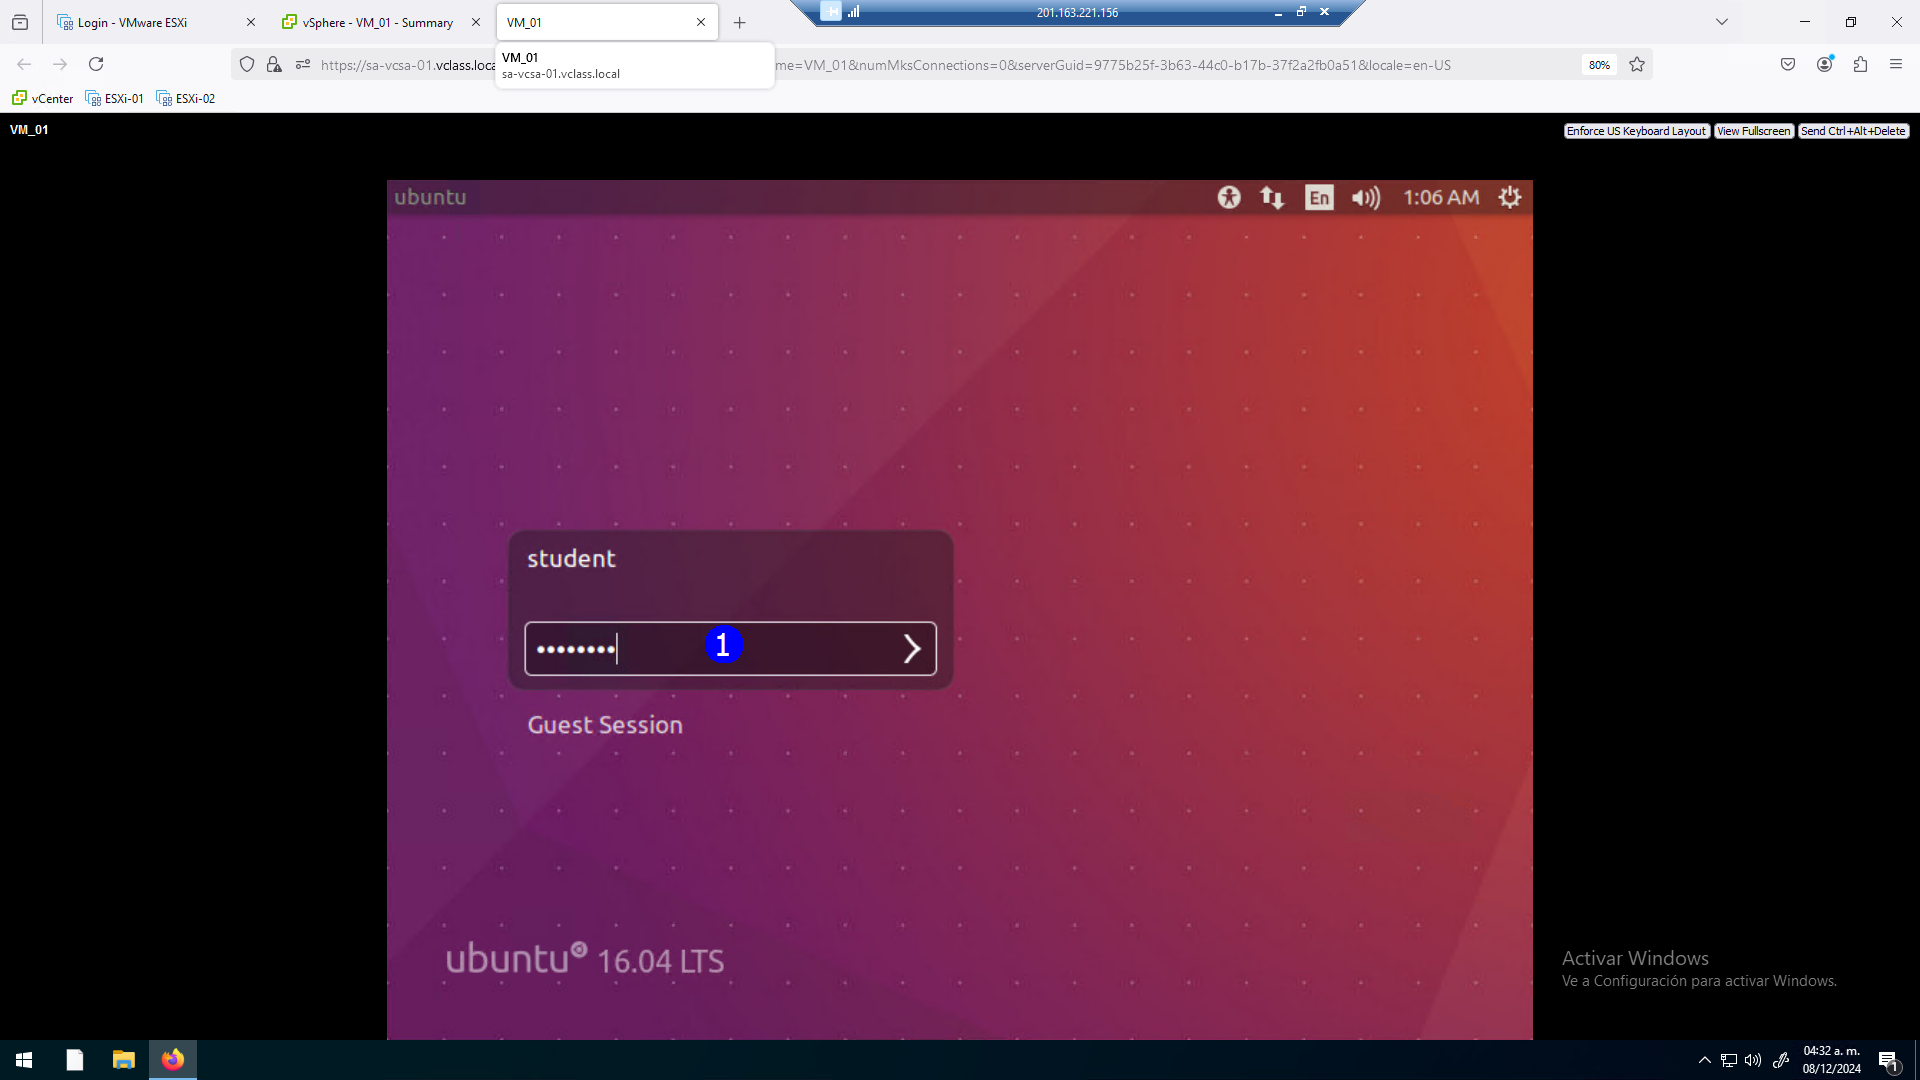 Login - VMware ESXi
vSphere - VM_01 - Summary
VM_01
201.163.221.156
VM_01
sa-vcsa-01.vclass.local
https://sa-vcsa-01.vclass.loca
me=VM_01&numMksConnections=0&serverGuid=9775b25f-3b63-44c0-b17b-37f2a2fb0a51&locale=en-US
80%
vCenter
ESXi-01
ESXi-02
VM_01
Enforce US Keyboard Layout
View Fullscreen
Send Ctrl+Alt+Delete
ubuntu
En
1:06 AM
student
••••••••
1
Guest Session
ubuntu 16.04 LTS
Activar Windows
Ve a Configuración para activar Windows.
04:32 a. m.
08/12/2024
1